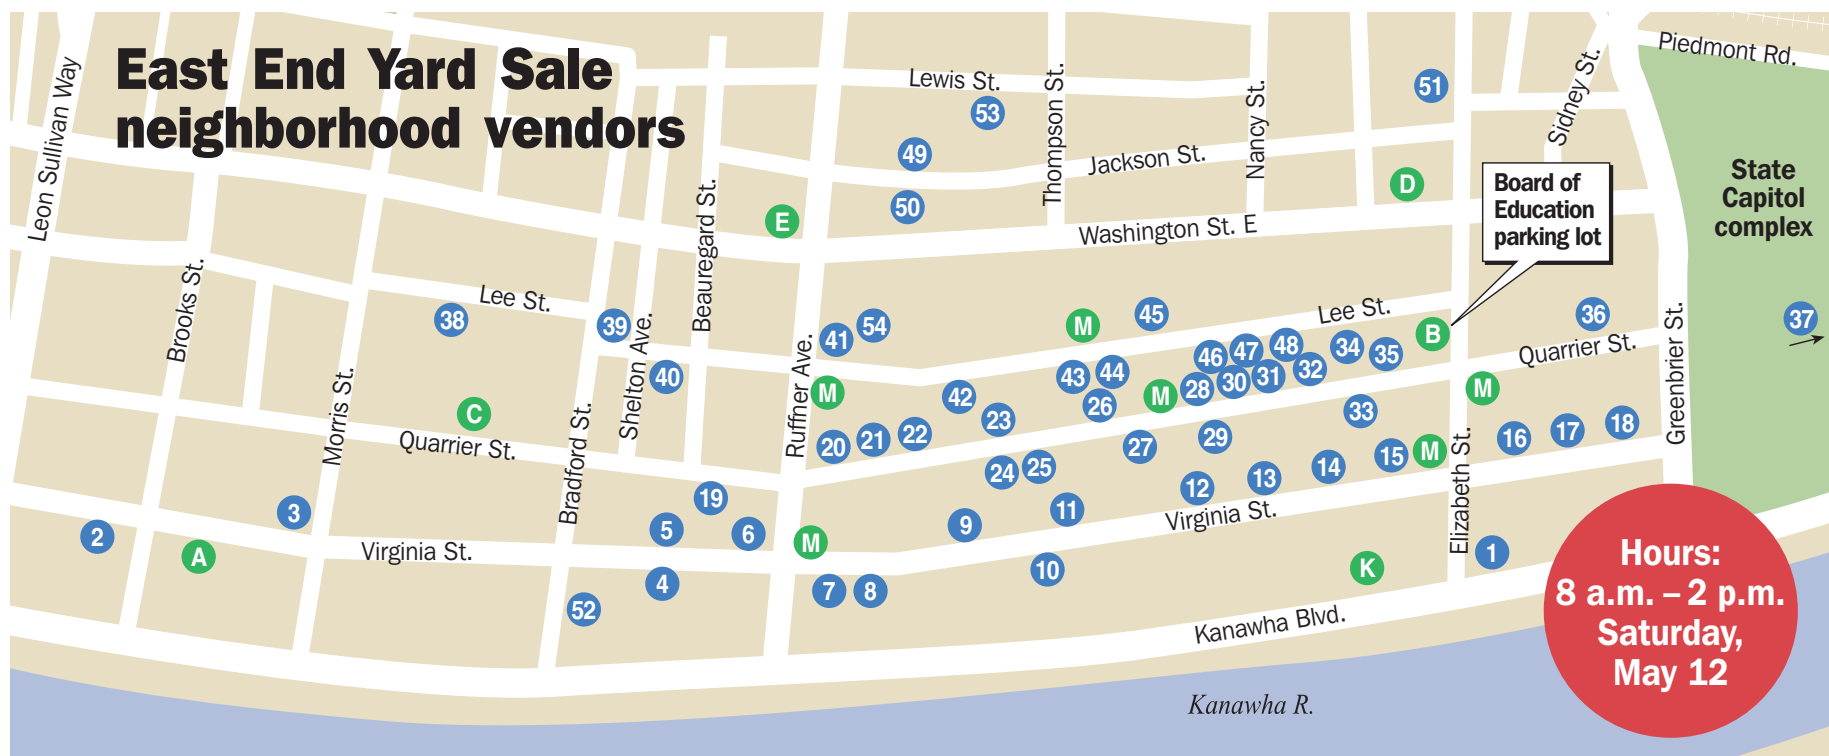 East End Yard Sale
neighborhood vendors
Piedmont Rd.
Lewis St.
Leon Sullivan Way
Thompson St.
Nancy St.
Sidney St.
51
53
49
Jackson St.
D
50
E
Beauregard St.
Washington St. E
Board of
Education
parking lot
State
Capitol
complex
Brooks St.
Lee St.
38
39
Shelton Ave.
41
54
M
45
Lee St.
B
36
37
Quarrier St.
Greenbrier St.
40
Ruffner Ave.
M
42
43
44
26
M
46
47
48
34
35
28
30
31
32
M
Morris St.
C
Quarrier St.
Bradford St.
20
21
22
23
27
29
33
15
M
16
17
18
Elizabeth St.
24
25
12
13
14
2
A
3
Virginia St.
19
5
6
M
9
11
Virginia St.
4
52
7
8
10
K
1
Kanawha Blvd.
Kanawha R.
Hours:
8 a.m. – 2 p.m.
Saturday,
May 12